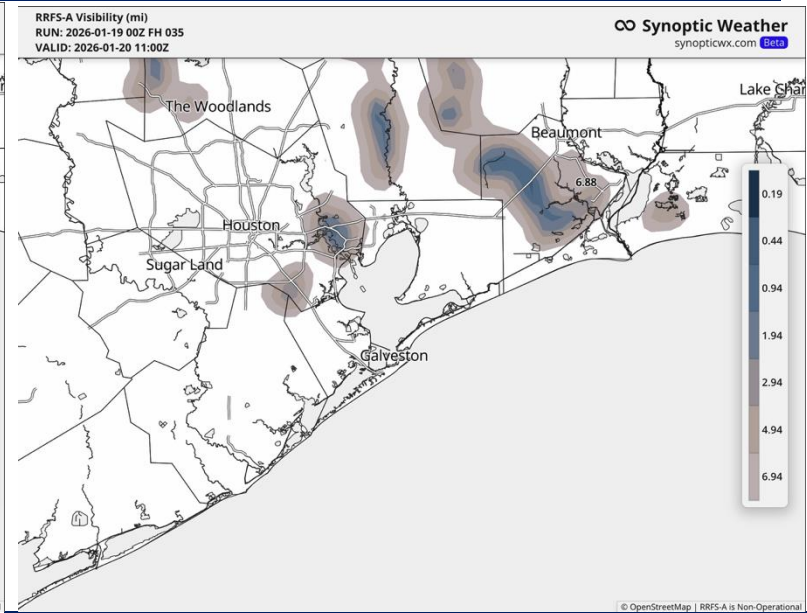 RRFS-A Visibility (mi)
RUN: 2026-01-19 00Z FH 035
VALID: 2026-01-20 11:00Z
Synoptic Weather
synopticwx.com Beta
The Woodlands
Beaumont
6.88
Houston
Sugar Land
Galveston
0.19
0.44
0.94
1.94
2.94
4.94
6.94
© OpenStreetMap | RRFS-A is Non-Operational